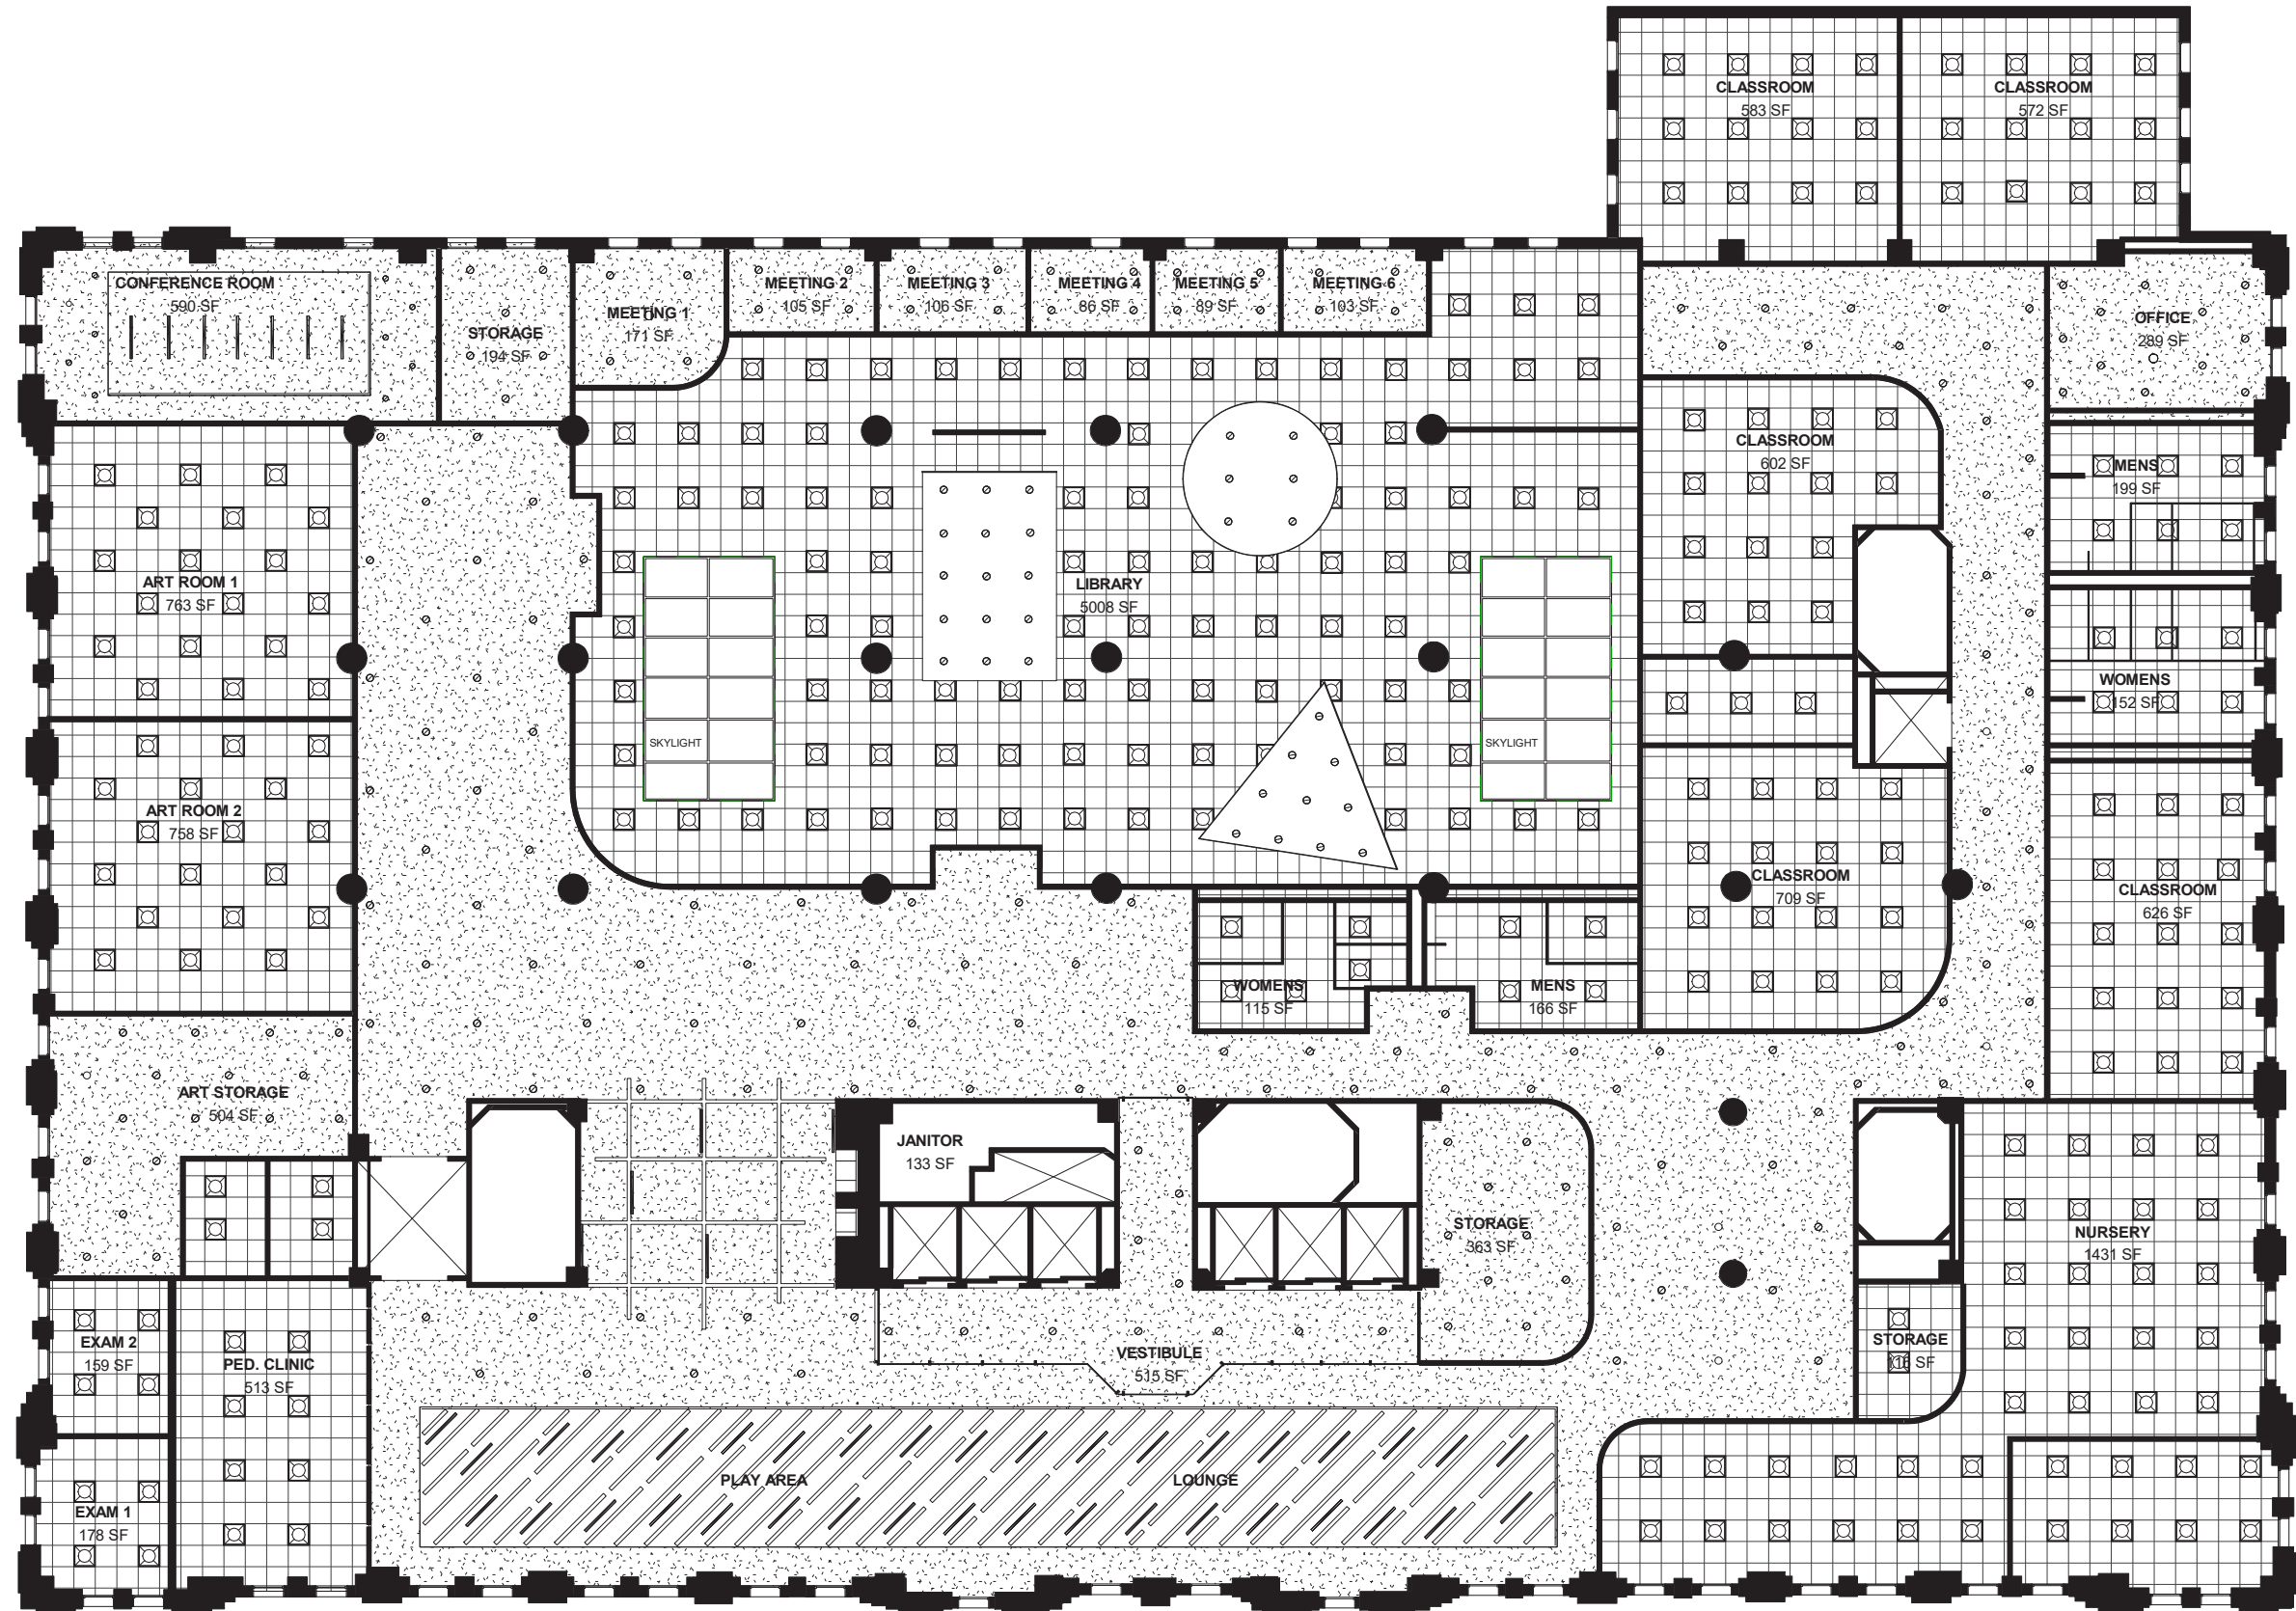 CLASSROOM
583 SF
CLASSROOM
572 SF
CONFERENCE ROOM
590 SF
STORAGE
194 SF
MEETING 1
171 SF
MEETING 2
105 SF
MEETING 3
106 SF
MEETING 4
86 SF
MEETING 5
89 SF
MEETING 6
103 SF
OFFICE
289 SF
CLASSROOM
602 SF
MENS
199 SF
ART ROOM 1
763 SF
LIBRARY
5008 SF
WOMENS
152 SF
SKYLIGHT
SKYLIGHT
ART ROOM 2
758 SF
CLASSROOM
709 SF
CLASSROOM
626 SF
WOMENS
115 SF
MENS
166 SF
ART STORAGE
504 SF
JANITOR
133 SF
STORAGE
363 SF
NURSERY
1431 SF
EXAM 2
159 SF
PED. CLINIC
513 SF
VESTIBULE
515 SF
STORAGE
116 SF
PLAY AREA
LOUNGE
EXAM 1
178 SF